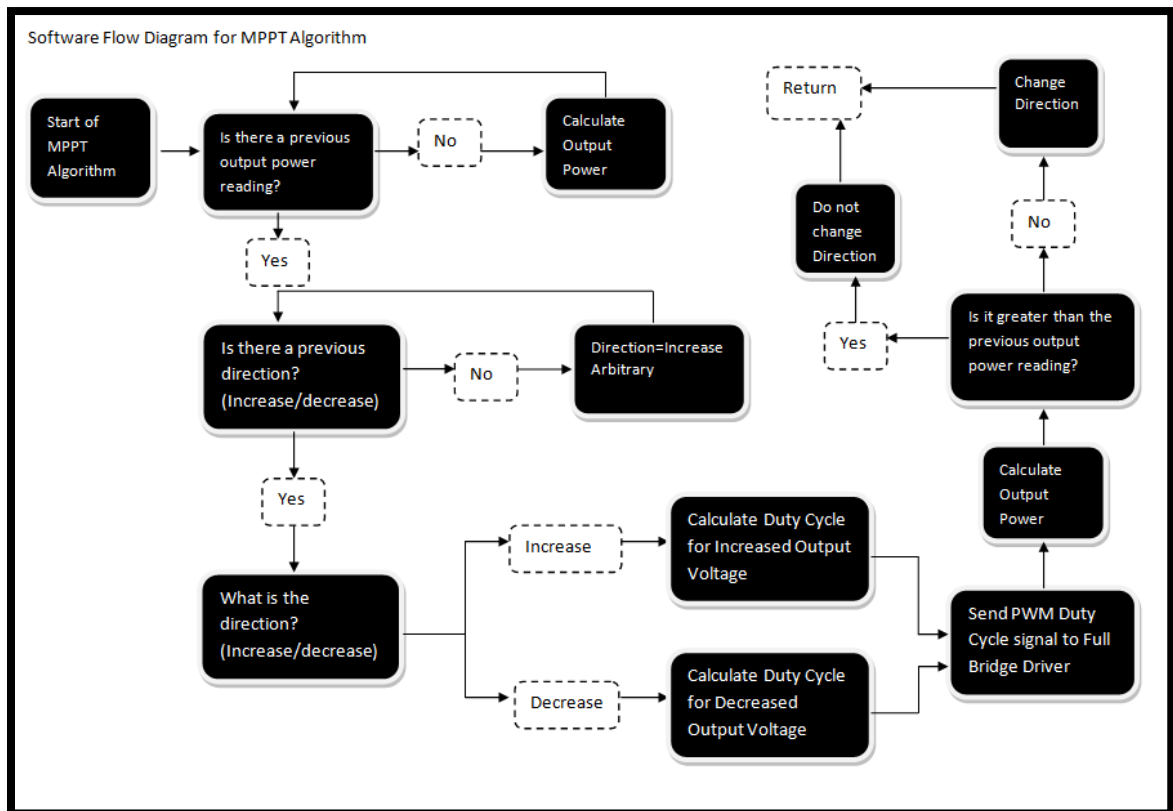 Software Flow Diagram for MPPT Algorithm
Start of
MPPT
Algorithm
Is there a previous
output power
reading?
No
Calculate
Output
Power
Yes
Is there a previous
direction?
(Increase/decrease)
No
Direction=Increase
Arbitrary
Yes
What is the
direction?
(Increase/decrease)
Increase
Calculate Duty Cycle
for Increased Output
Voltage
Decrease
Calculate Duty Cycle
for Decreased
Output Voltage
Send PWM Duty
Cycle signal to Full
Bridge Driver
Calculate
Output
Power
Is it greater than the
previous output
power reading?
Yes
Do not
change
Direction
No
Change
Direction
Return